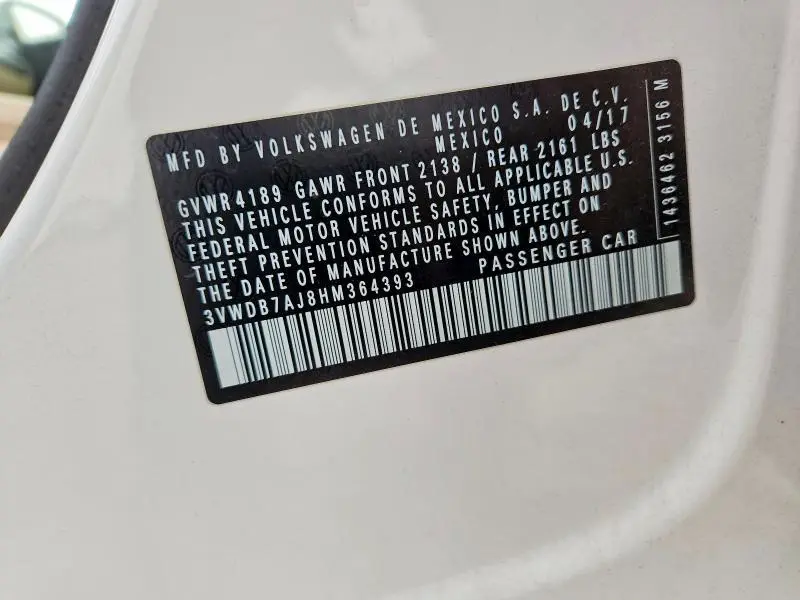 MFD BY VOLKSWAGEN DE MEXICO S.A. DE C.V.
MEXICO 04/17
GVWR 4189 GAWR FRONT 2138 / REAR 2161 LBS
THIS VEHICLE CONFORMS TO ALL APPLICABLE U.S.
FEDERAL MOTOR VEHICLE SAFETY, BUMPER AND
THEFT PREVENTION STANDARDS IN EFFECT ON
THE DATE OF MANUFACTURE SHOWN ABOVE.
3VWDB7AJ8HM364393 PASSENGER CAR
1436462 3156 M